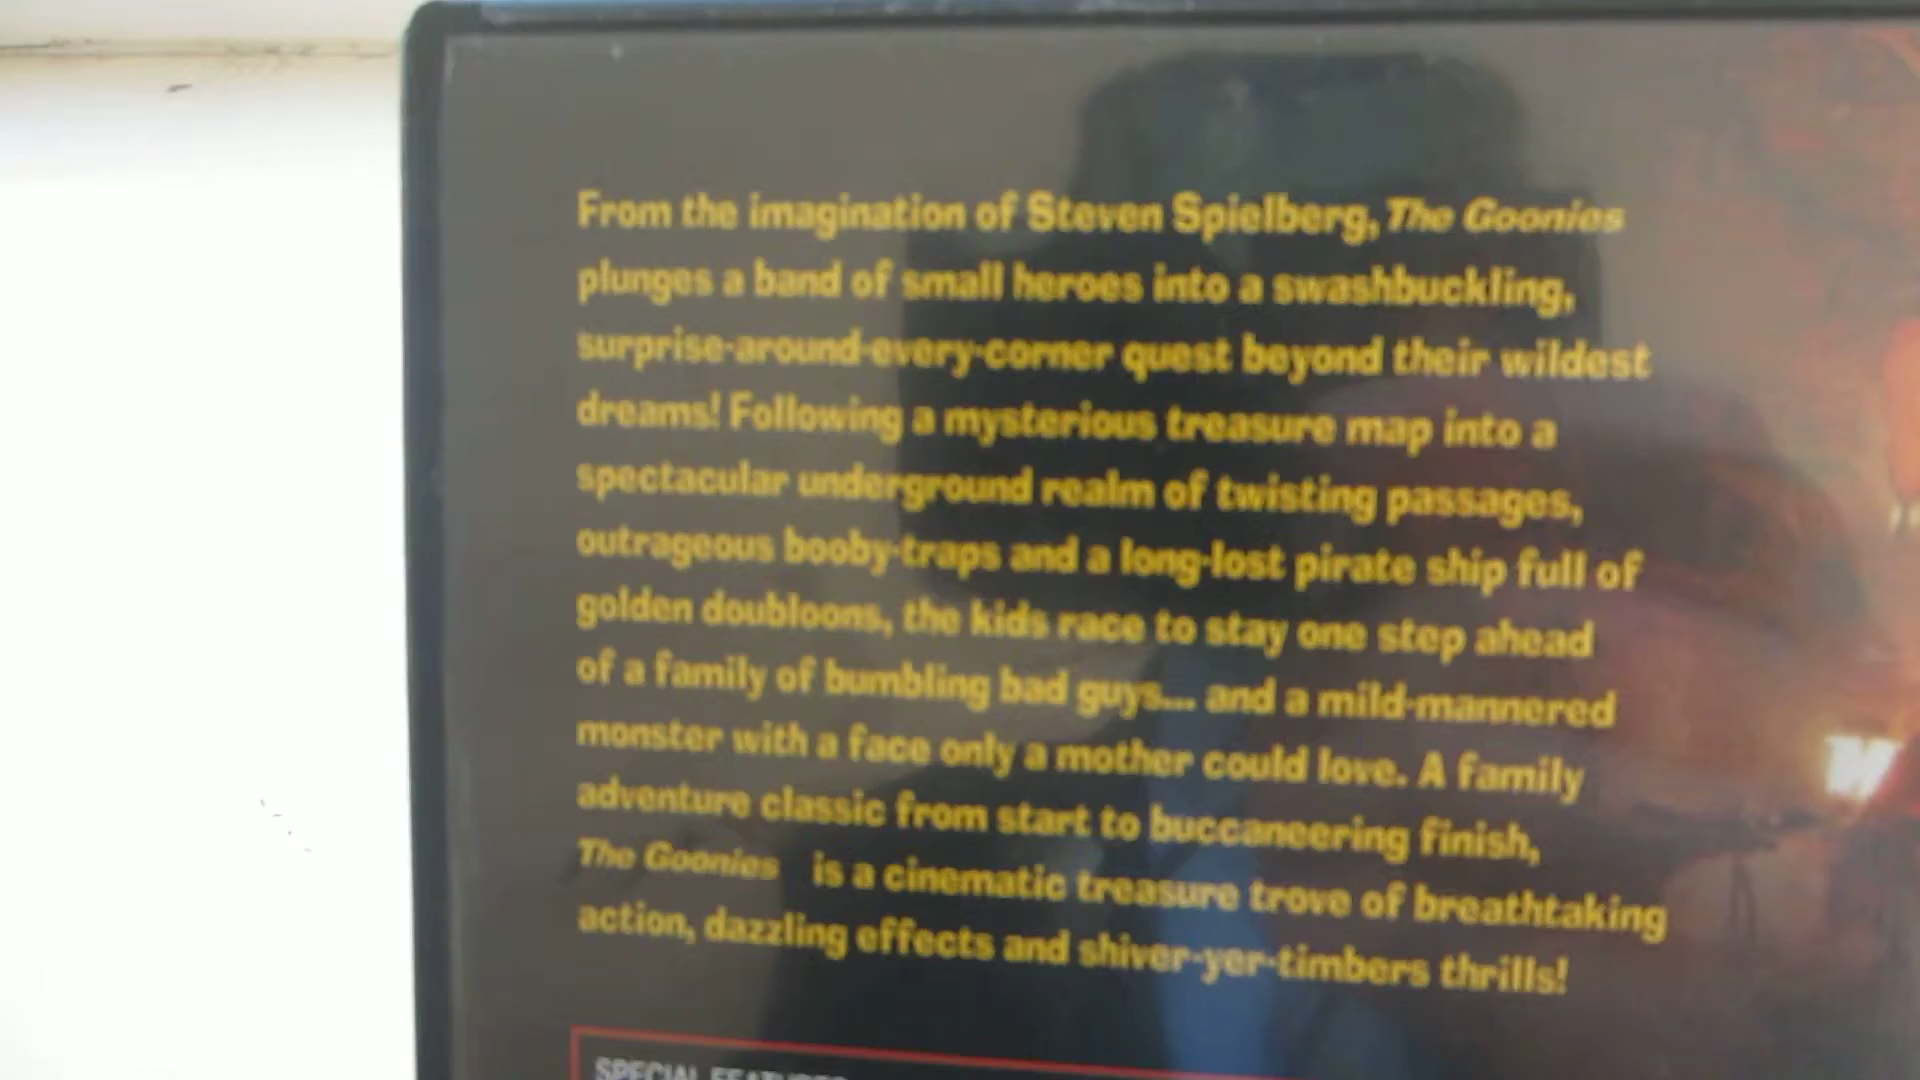 From the imagination of Steven Spielberg, The Goonies
plunges a band of small heroes into a swashbuckling,
surprise-around-every-corner quest beyond their wildest
dreams! Following a mysterious treasure map into a
spectacular underground realm of twisting passages,
outrageous booby-traps and a long-lost pirate ship full of
golden doubloons, the kids race to stay one step ahead
of a family of bumbling bad guys... and a mild-mannered
monster with a face only a mother could love. A family
adventure classic from start to buccaneering finish,
The Goonies is a cinematic treasure trove of breathtaking
action, dazzling effects and shiver-yer-timbers thrills!
SPECIAL FEATURES